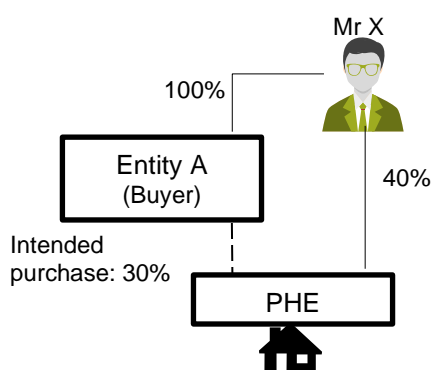 Mr X
100%
Entity A
(Buyer)
40%
Intended
purchase: 30%
PHE